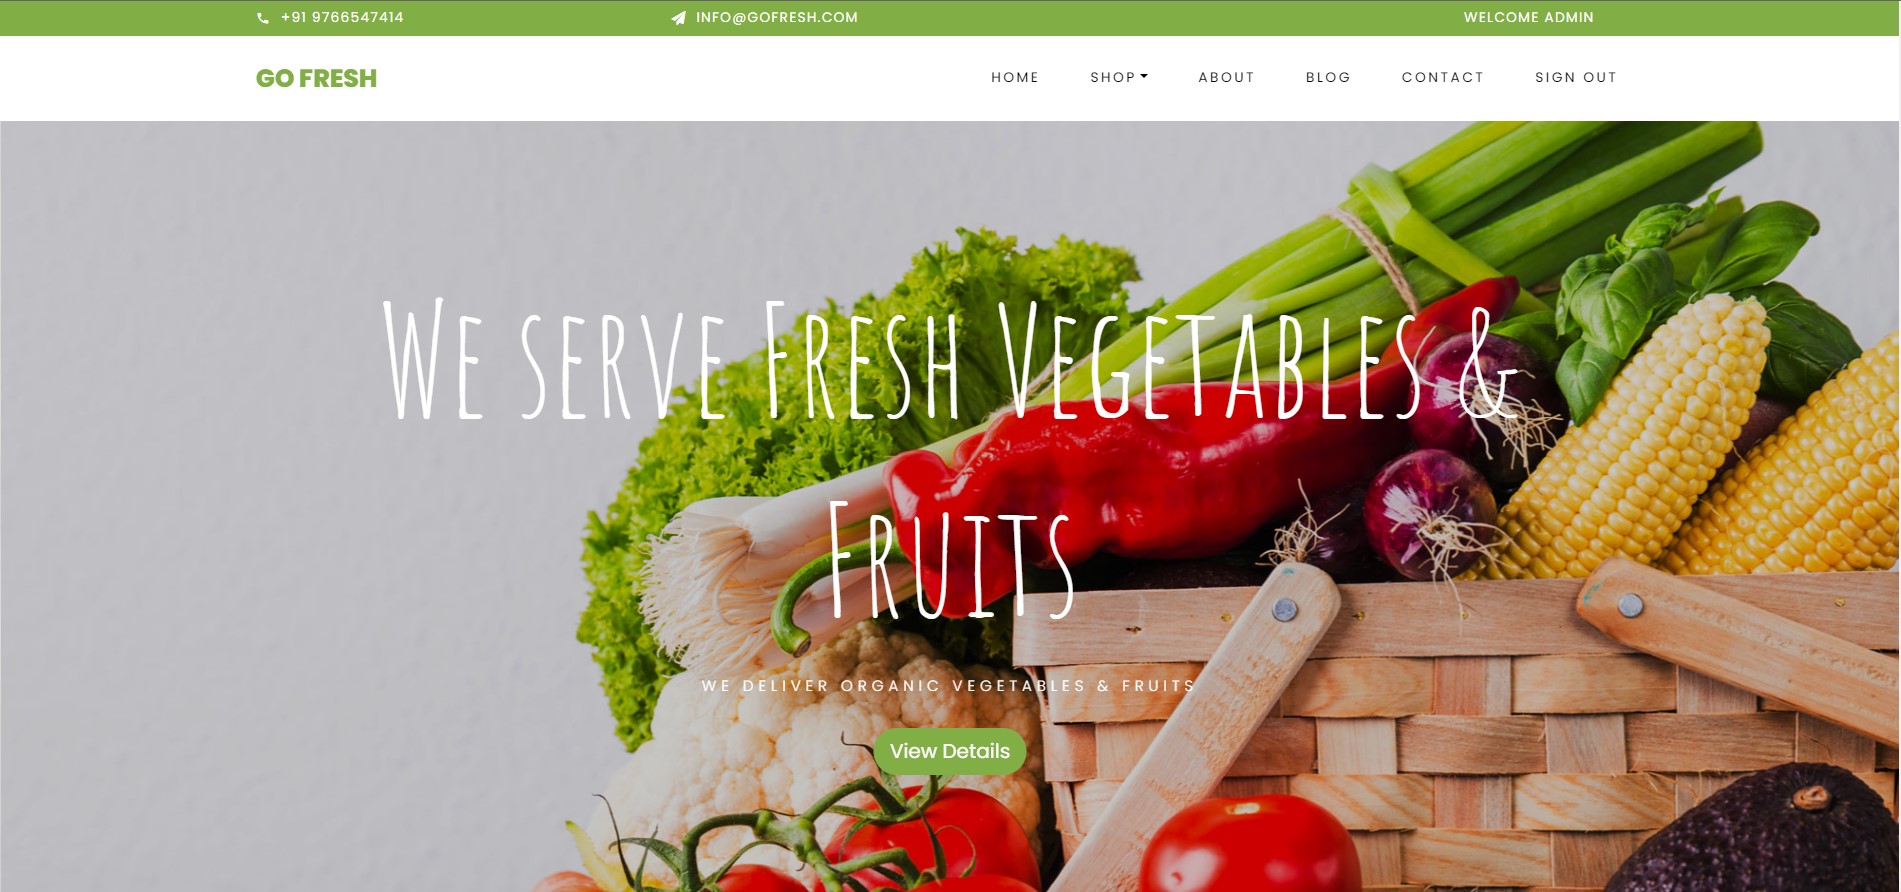 +91 9766547414
INFO@GOFRESH.COM
WELCOME ADMIN
GO FRESH
HOME
SHOP
ABOUT
BLOG
CONTACT
SIGN OUT
We serve Fresh Vegetables &
Fruits
WE DELIVER ORGANIC VEGETABLES & FRUITS
View Details